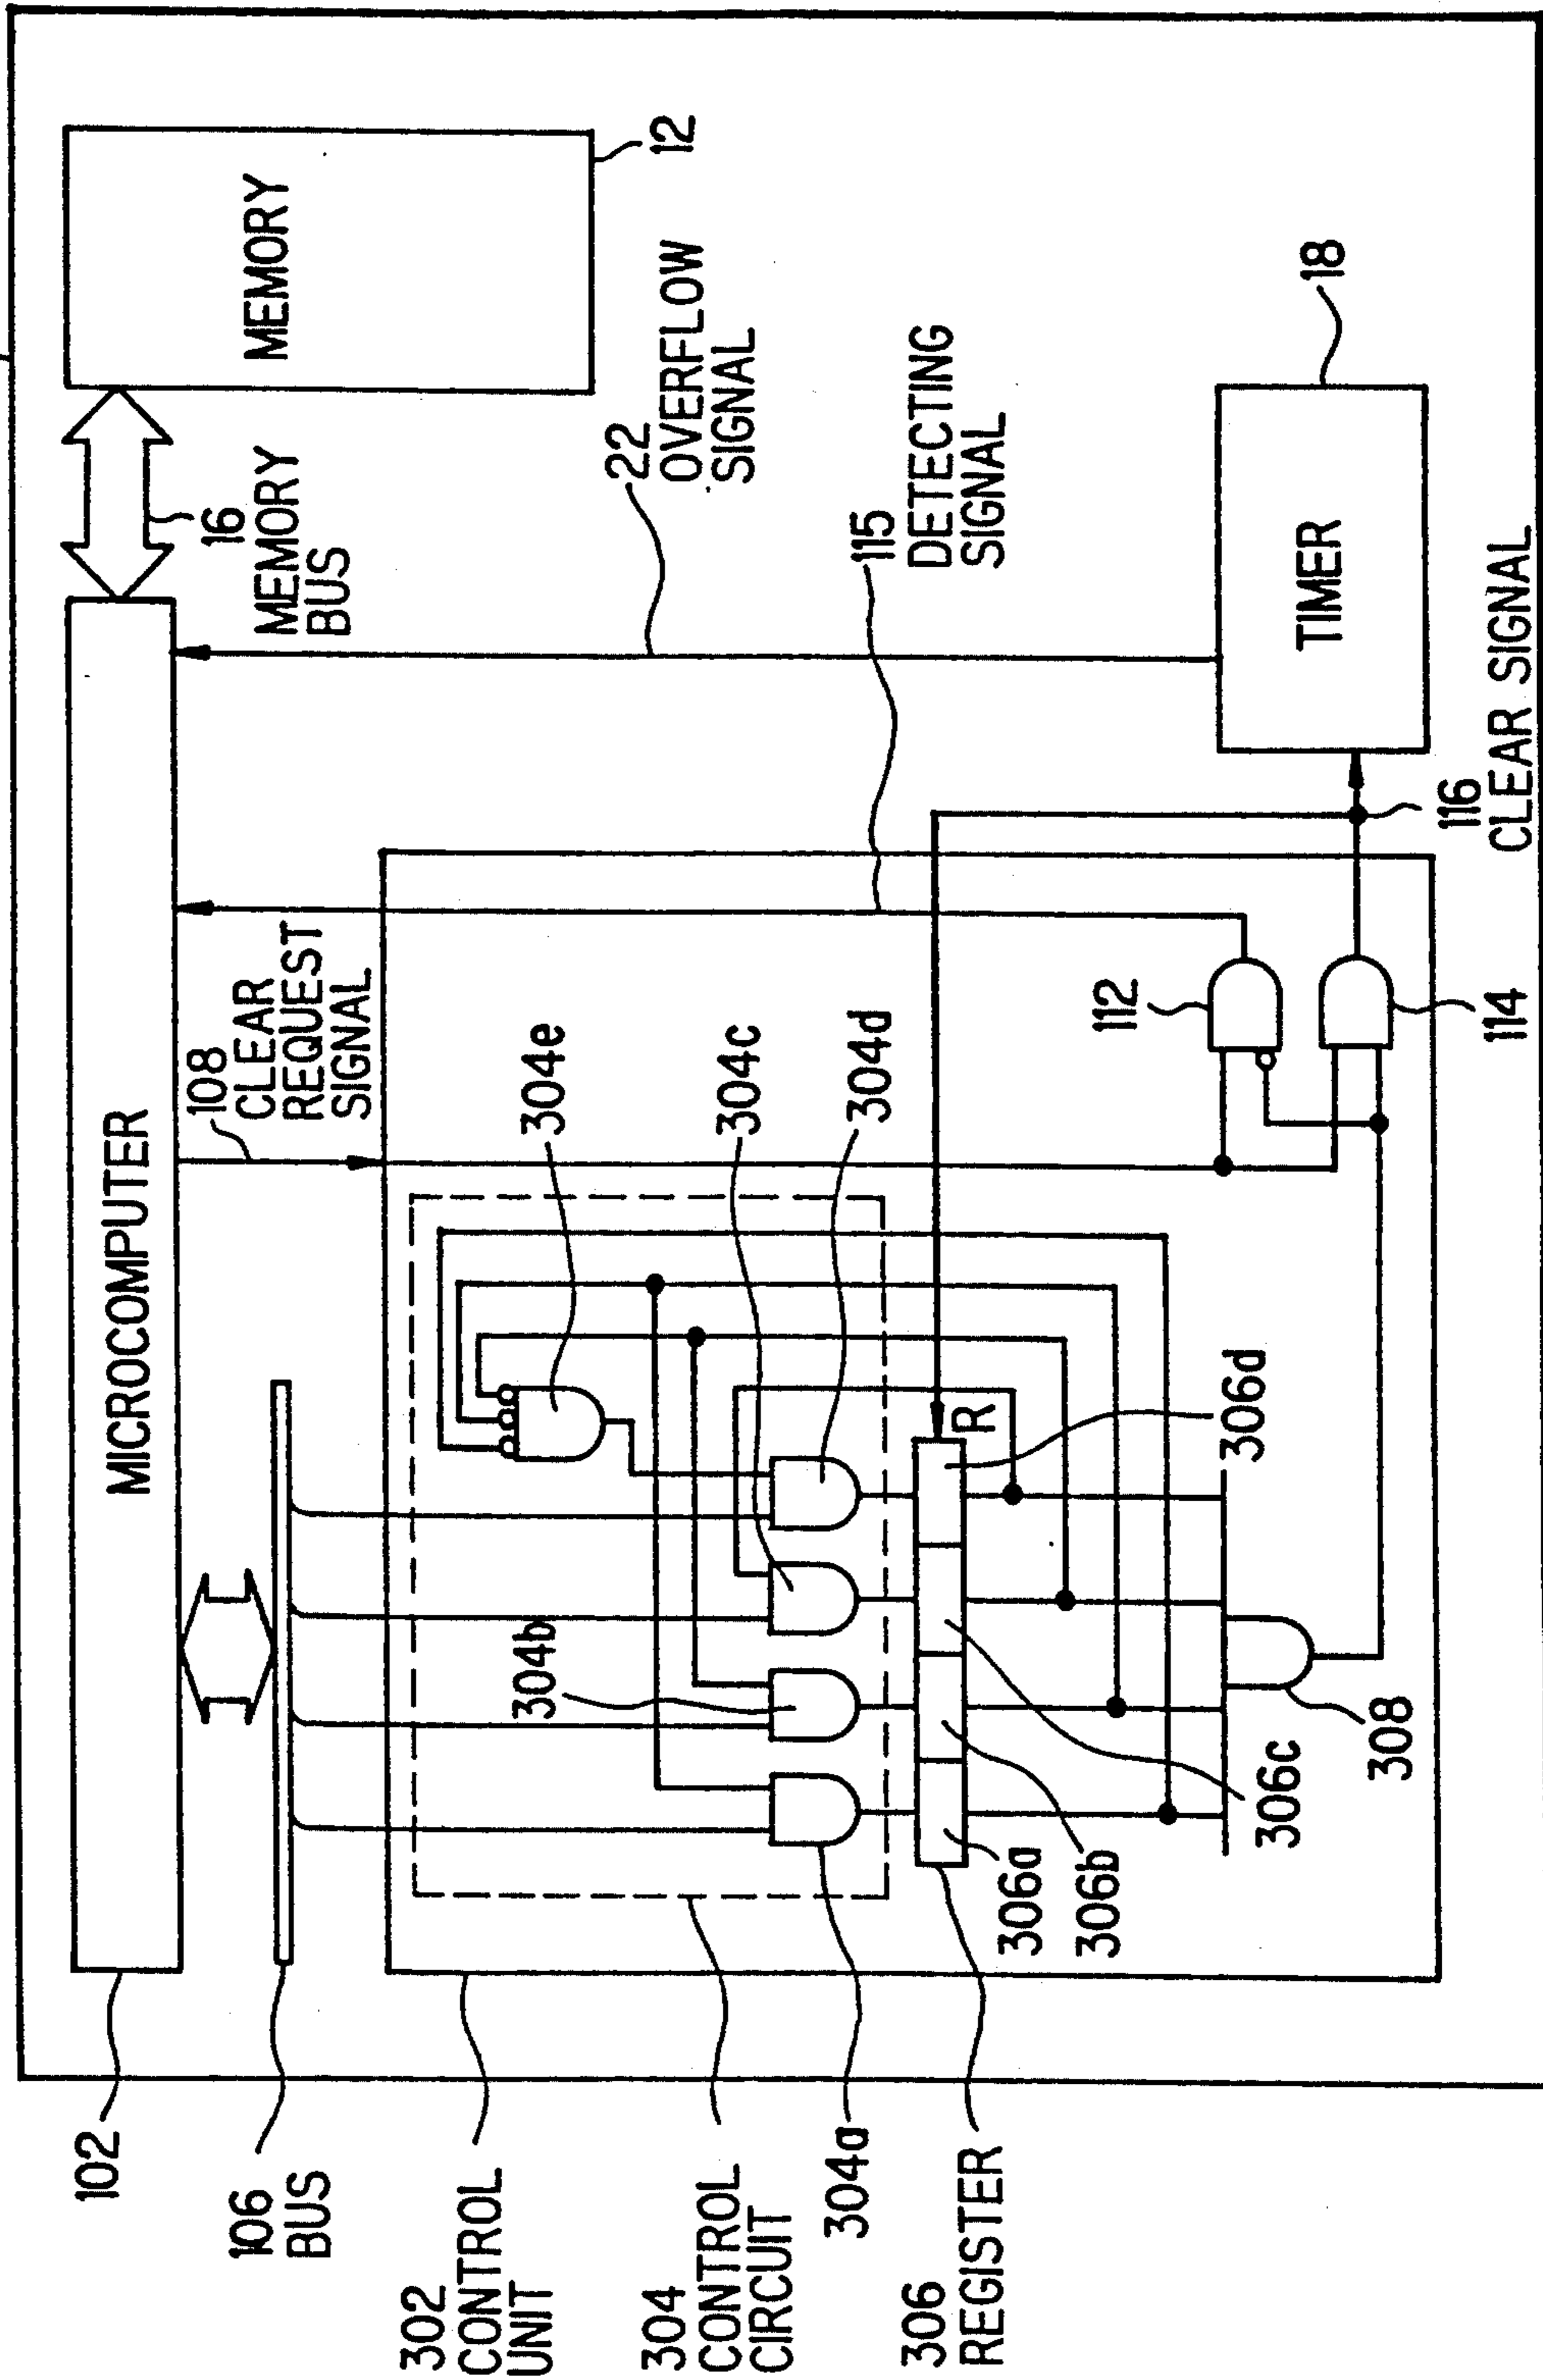 102
MICROCOMPUTER
MEMORY
12
16
MEMORY
BUS
106
BUS
108
CLEAR
REQUEST
SIGNAL
22
OVERFLOW
SIGNAL
115
DETECTING
SIGNAL
302
CONTROL
UNIT
304
CONTROL
CIRCUIT
304a
304b
304e
304c
304d
306
REGISTER
R
306a
306b
306c
306d
308
112
114
TIMER
18
116
CLEAR SIGNAL